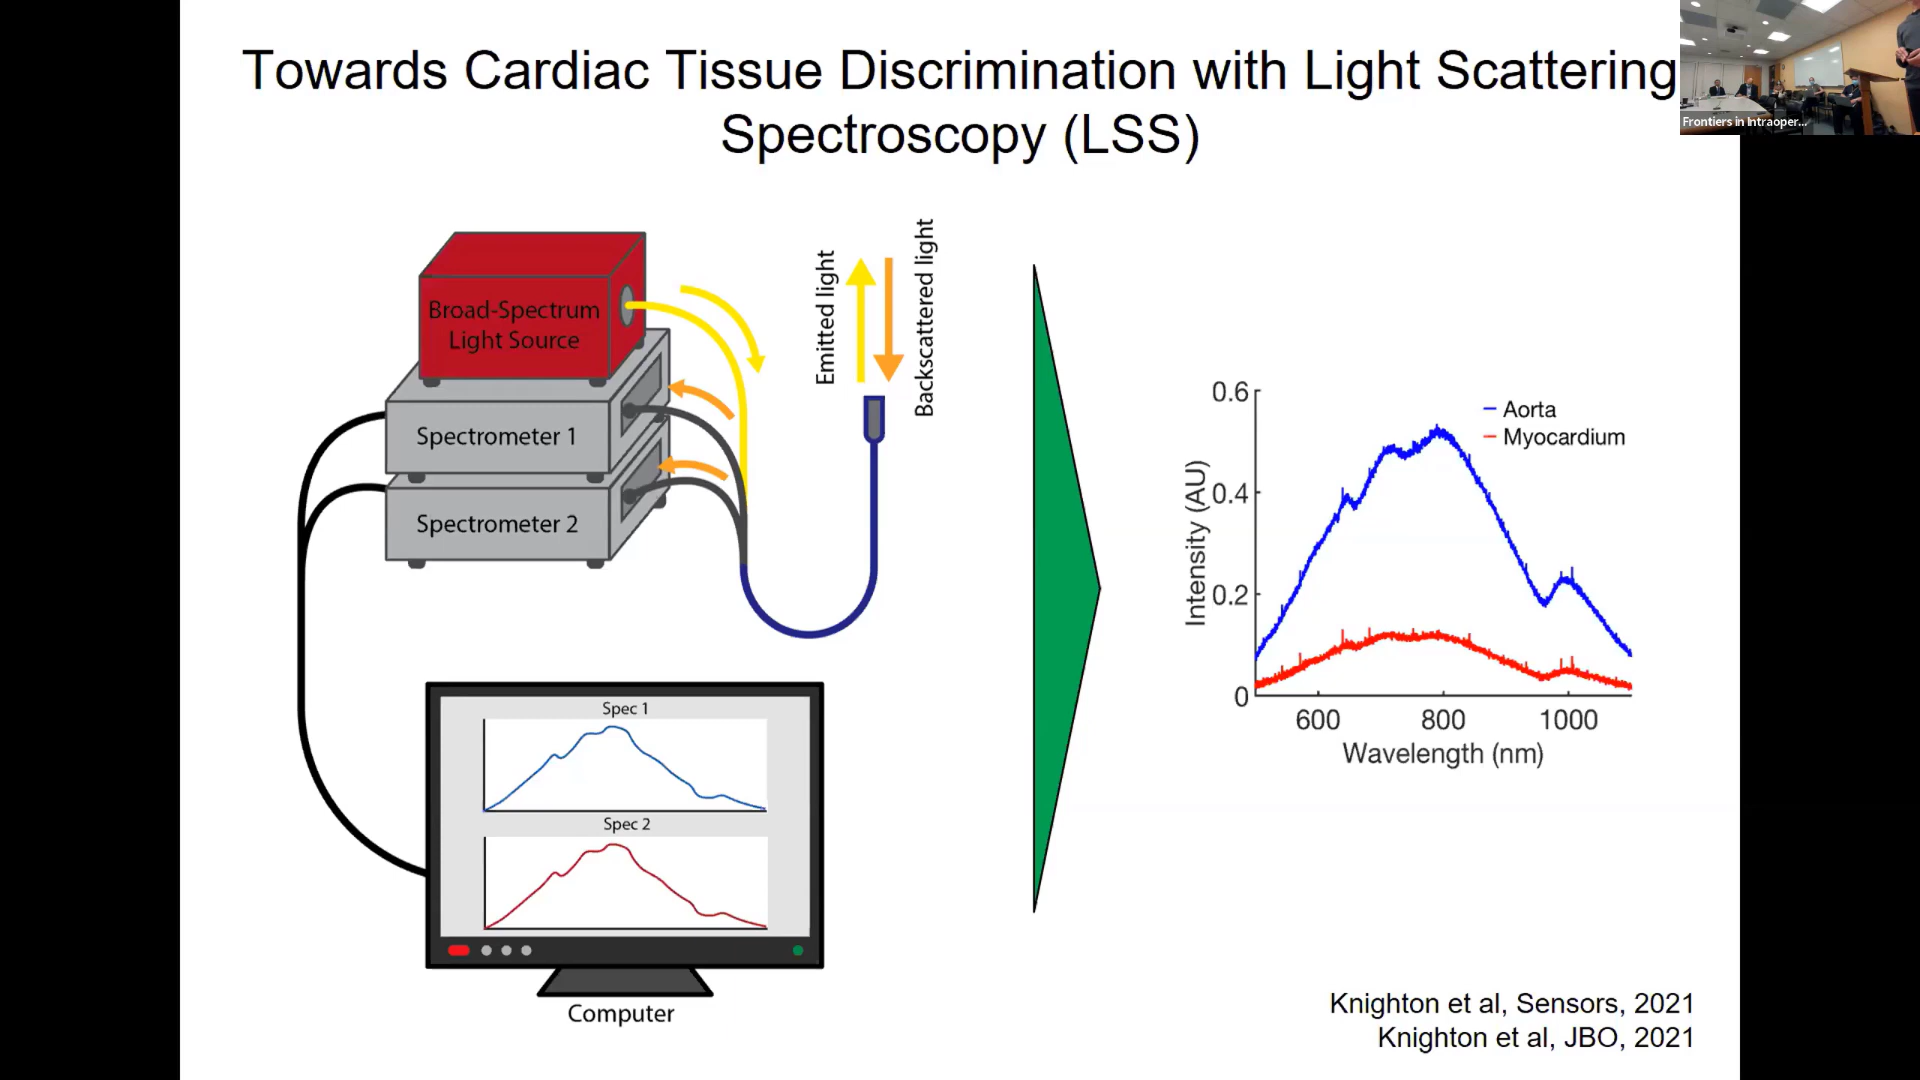 Towards Cardiac Tissue Discrimination with Light Scattering
Spectroscopy (LSS)
Frontiers in Intraoper...
Broad-Spectrum
Light Source
Spectrometer 1
Spectrometer 2
Emitted light
Backscattered light
Spec 1
Spec 2
Computer
0.6
0.4
0.2
0
Intensity (AU)
Aorta
Myocardium
600 800 1000
Wavelength (nm)
Knighton et al, Sensors, 2021
Knighton et al, JBO, 2021